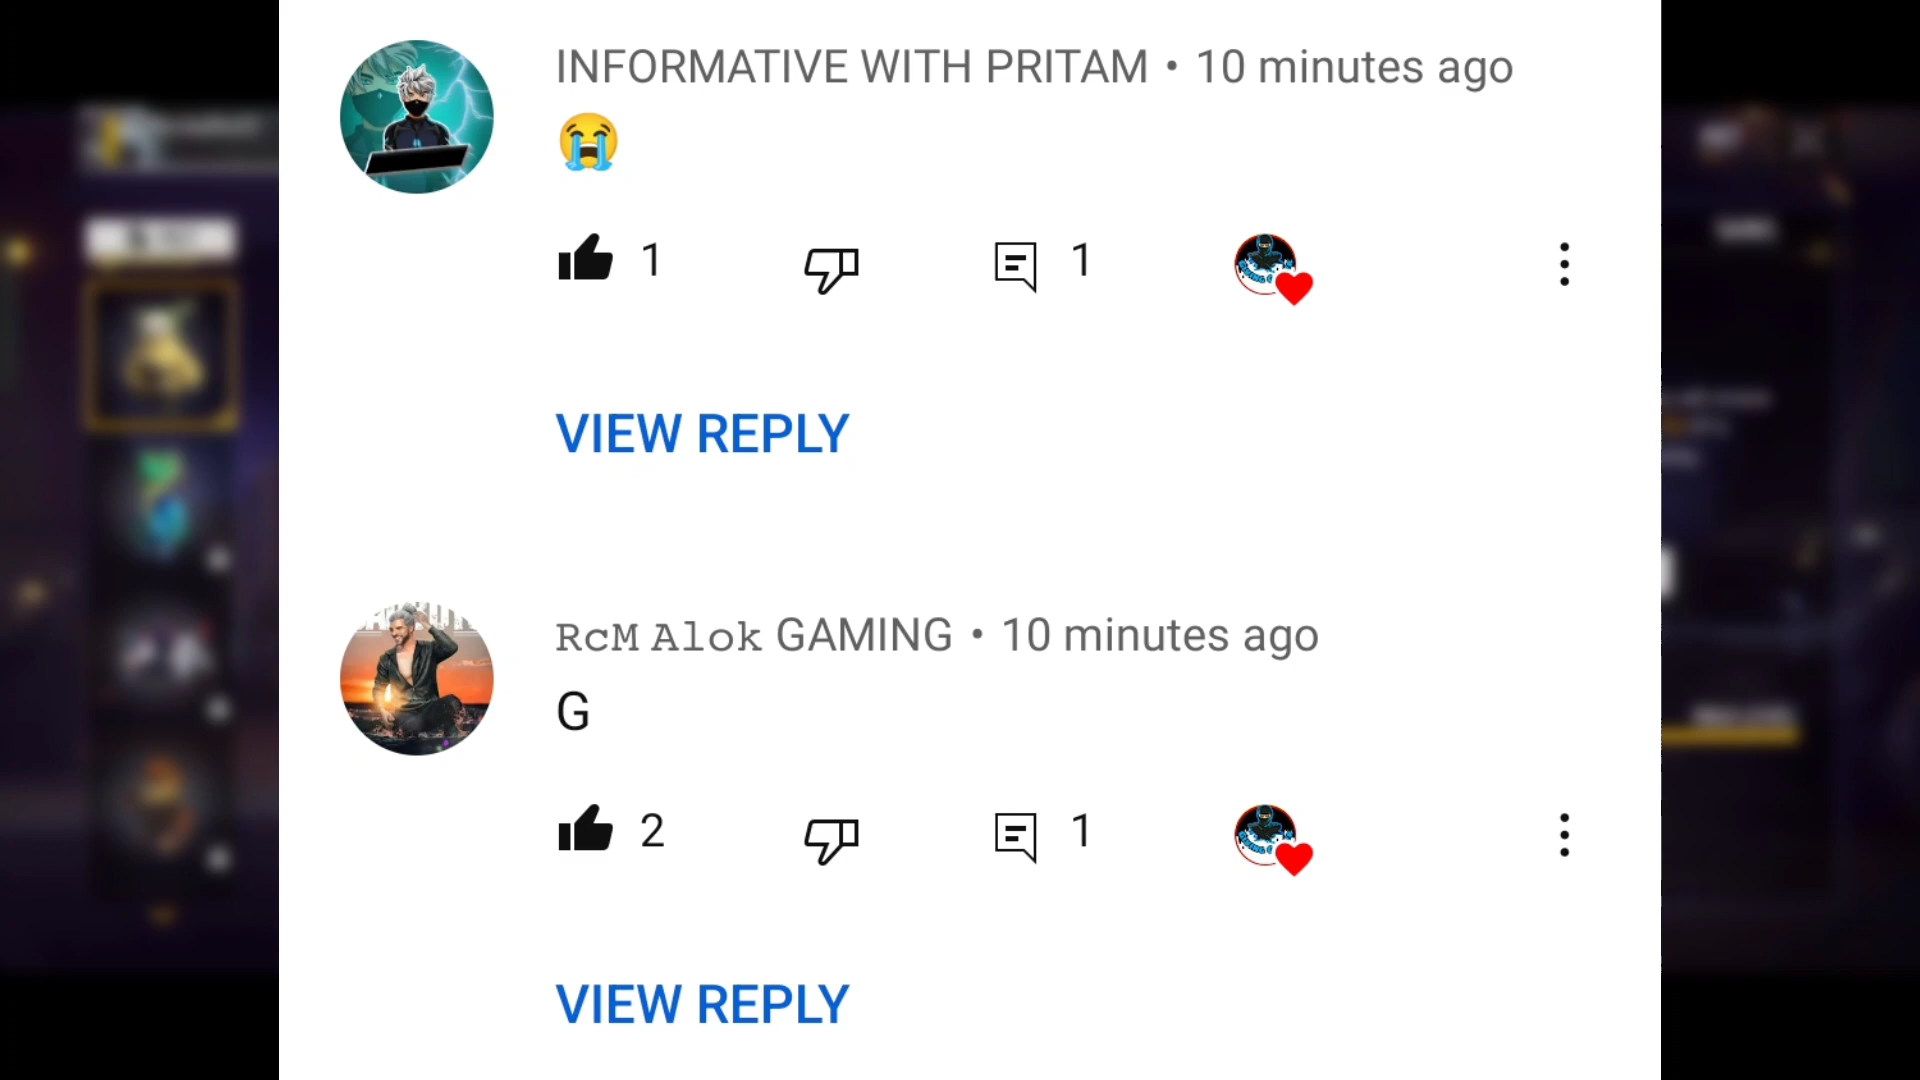 INFORMATIVE WITH PRITAM • 10 minutes ago
😭
1 1
VIEW REPLY
RcM Alok GAMING • 10 minutes ago
G
2 1
VIEW REPLY